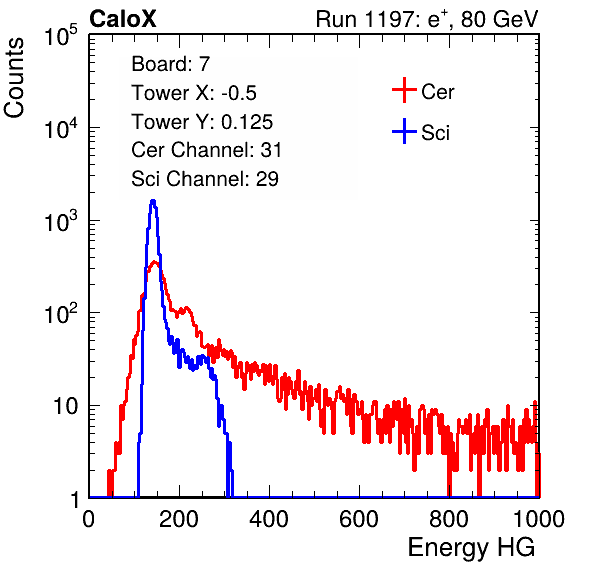 CaloX Run 1197: e⁺, 80 GeV
Counts
Board: 7
Tower X: -0.5
Tower Y: 0.125
Cer Channel: 31
Sci Channel: 29
Cer
Sci
10⁵
10⁴
10³
10²
10
1
0 200 400 600 800 1000
Energy HG